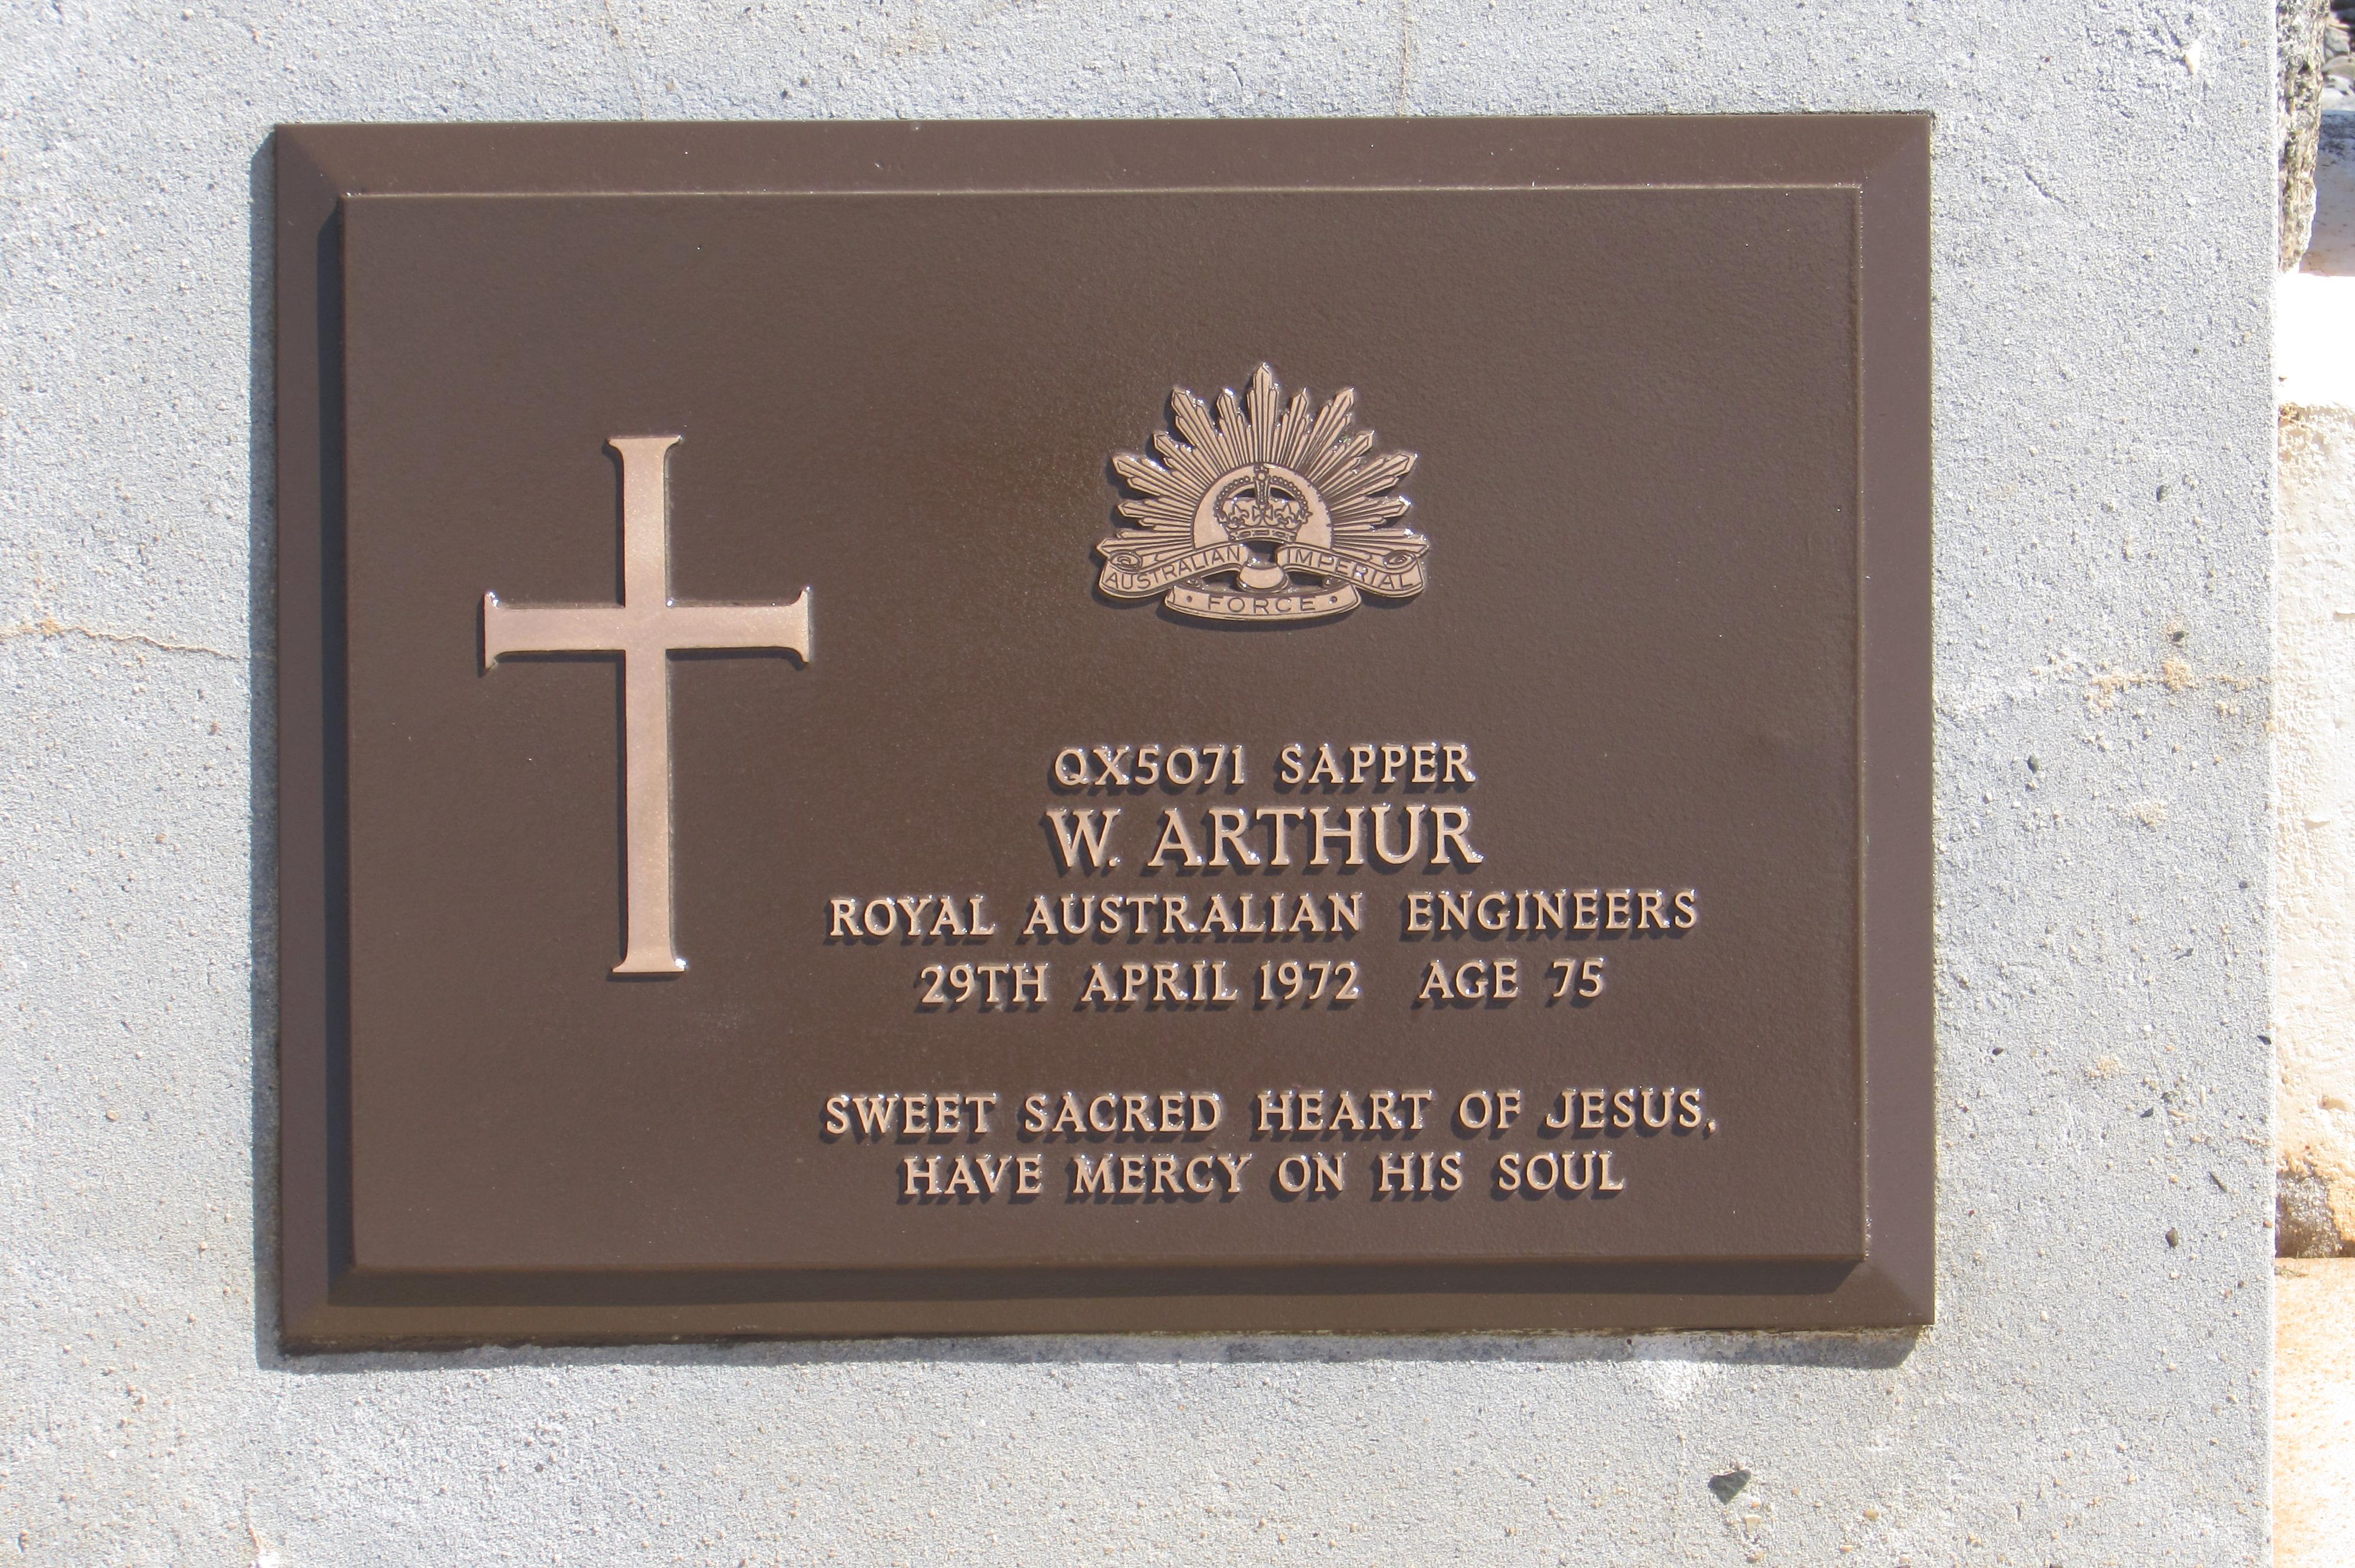 AUSTRALIAN IMPERIAL
FORCE
QX5071 SAPPER
W. ARTHUR
ROYAL AUSTRALIAN ENGINEERS
29TH APRIL 1972 AGE 75
SWEET SACRED HEART OF JESUS,
HAVE MERCY ON HIS SOUL